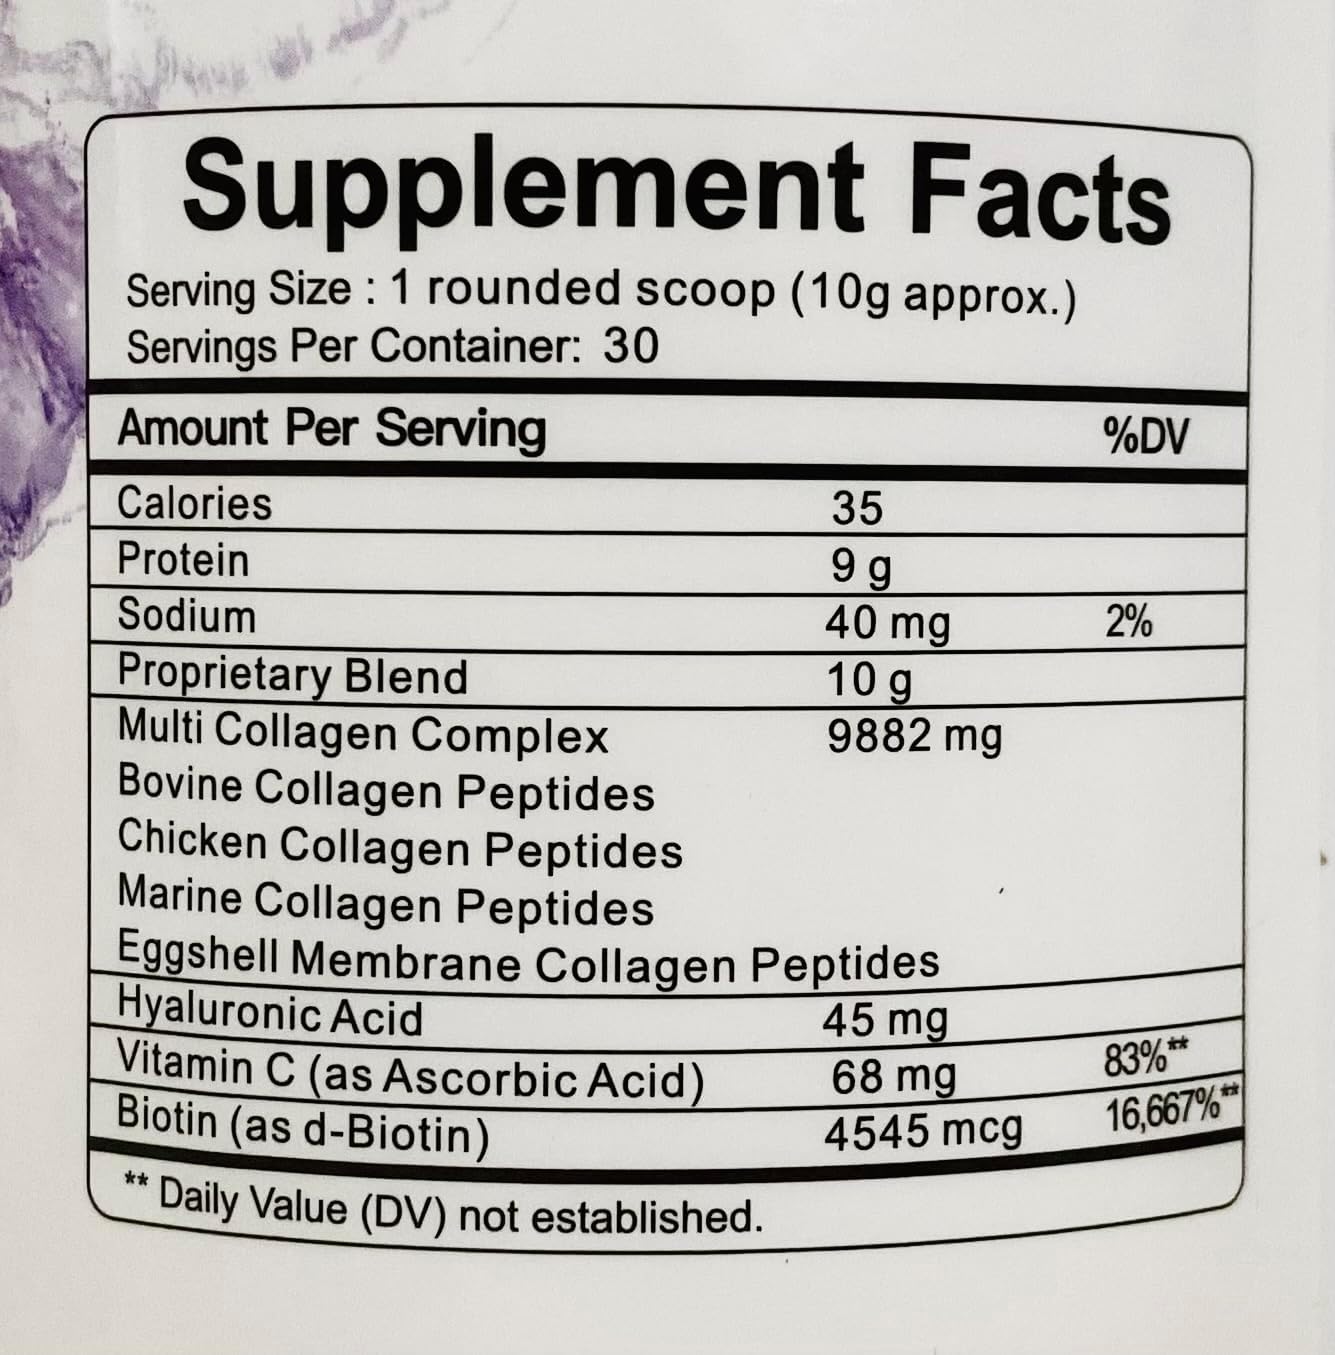 Supplement Facts
Serving Size : 1 rounded scoop (10g approx.)
Servings Per Container: 30
Amount Per Serving %DV
Calories 35
Protein 9 g
Sodium 40 mg 2%
Proprietary Blend 10 g
Multi Collagen Complex 9882 mg
Bovine Collagen Peptides
Chicken Collagen Peptides
Marine Collagen Peptides
Eggshell Membrane Collagen Peptides
Hyaluronic Acid 45 mg
Vitamin C (as Ascorbic Acid) 68 mg 83%**
Biotin (as d-Biotin) 4545 mcg 16,667%**
** Daily Value (DV) not established.